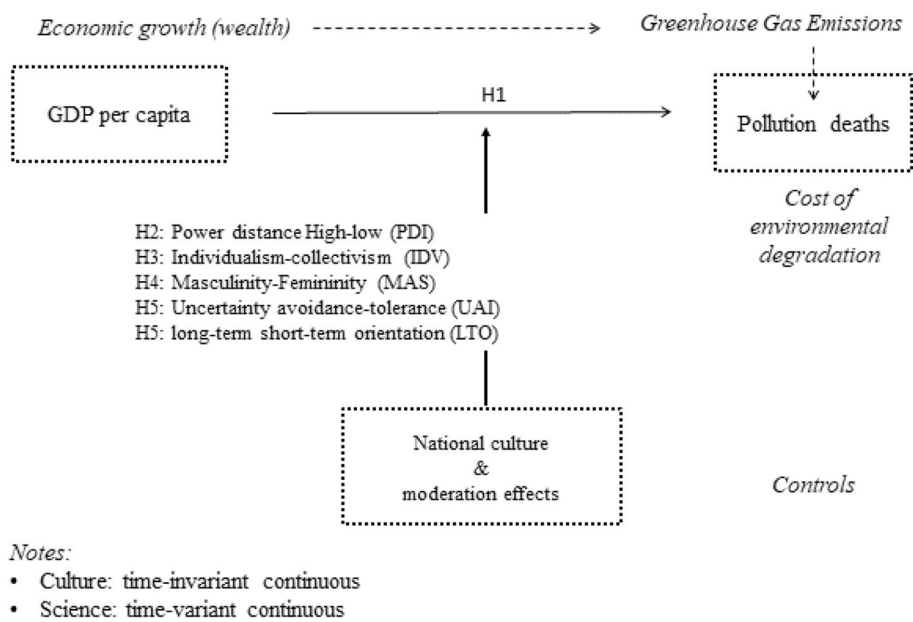 Economic growth (wealth)
Greenhouse Gas Emissions
GDP per capita
H1
Pollution deaths
Cost of
environmental
degradation
H2: Power distance High-low (PDI)
H3: Individualism-collectivism (IDV)
H4: Masculinity-Femininity (MAS)
H5: Uncertainty avoidance-tolerance (UAI)
H5: long-term short-term orientation (LTO)
National culture
&
moderation effects
Controls
Notes:
• Culture: time-invariant continuous
• Science: time-variant continuous